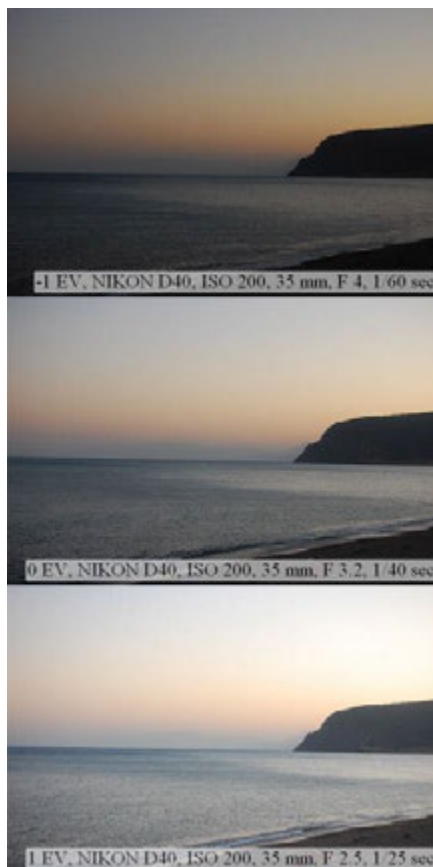 -1 EV, NIKON D40, ISO 200, 35 mm, F 4, 1/60 sec
0 EV, NIKON D40, ISO 200, 35 mm, F 3.2, 1/40 sec
1 EV, NIKON D40, ISO 200, 35 mm, F 2.5, 1/25 sec